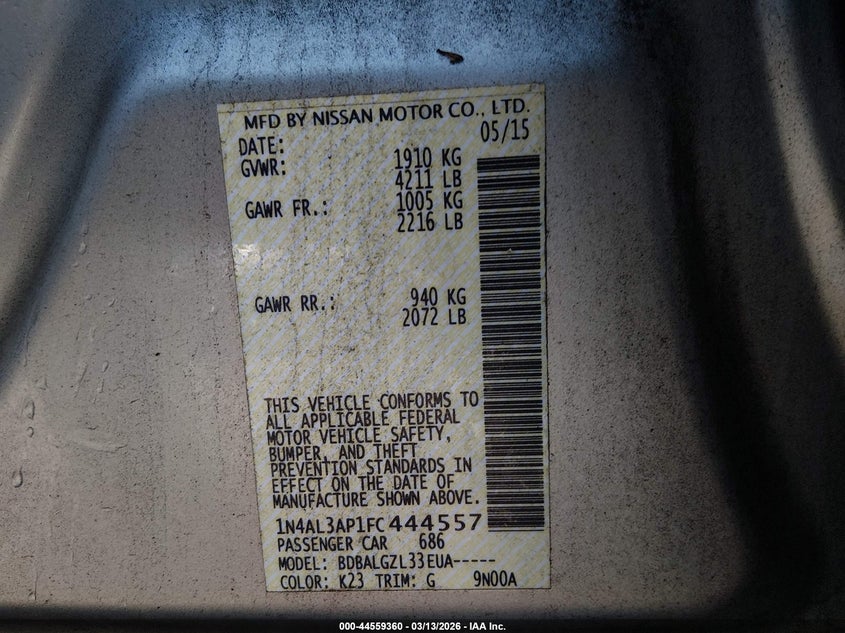 MFD BY NISSAN MOTOR CO., LTD.
DATE: 05/15
GVWR: 1910 KG
4211 LB
GAWR FR.: 1005 KG
2216 LB
GAWR RR.: 940 KG
2072 LB
THIS VEHICLE CONFORMS TO
ALL APPLICABLE FEDERAL
MOTOR VEHICLE SAFETY,
BUMPER, AND THEFT
PREVENTION STANDARDS IN
EFFECT ON THE DATE OF
MANUFACTURE SHOWN ABOVE.
1N4AL3AP1FC444557
PASSENGER CAR 686
MODEL: BDBALGZL33EUA-----
COLOR: K23 TRIM: G 9N00A
000-44559360 - 03/13/2026 - IAA Inc.